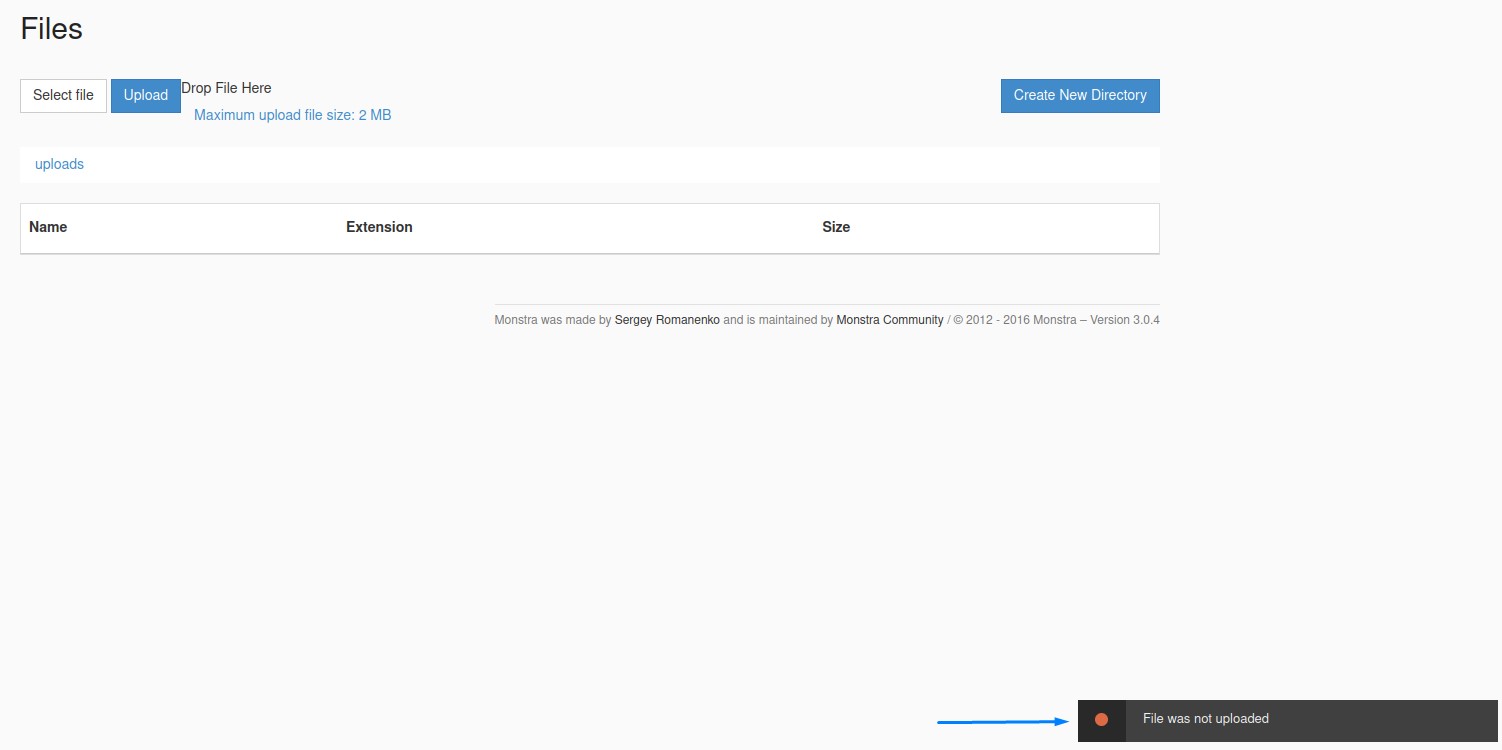 Files
Select file Upload Drop File Here Create New Directory
Maximum upload file size: 2 MB
uploads
Name Extension Size
Monstra was made by Sergey Romanenko and is maintained by Monstra Community / © 2012 - 2016 Monstra – Version 3.0.4
File was not uploaded